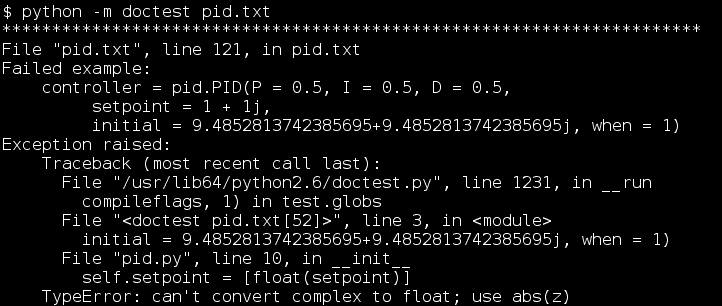 $ python -m doctest pid.txt
**********************************************************************
File "pid.txt", line 121, in pid.txt
Failed example:
    controller = pid.PID(P = 0.5, I = 0.5, D = 0.5,
         setpoint = 1 + 1j,
         initial = 9.4852813742385695+9.4852813742385695j, when = 1)
Exception raised:
    Traceback (most recent call last):
      File "/usr/lib64/python2.6/doctest.py", line 1231, in __run
        compileflags, 1) in test.globs
      File "<doctest pid.txt[52]>", line 3, in <module>
        initial = 9.4852813742385695+9.4852813742385695j, when = 1)
      File "pid.py", line 10, in __init__
        self.setpoint = [float(setpoint)]
    TypeError: can't convert complex to float; use abs(z)